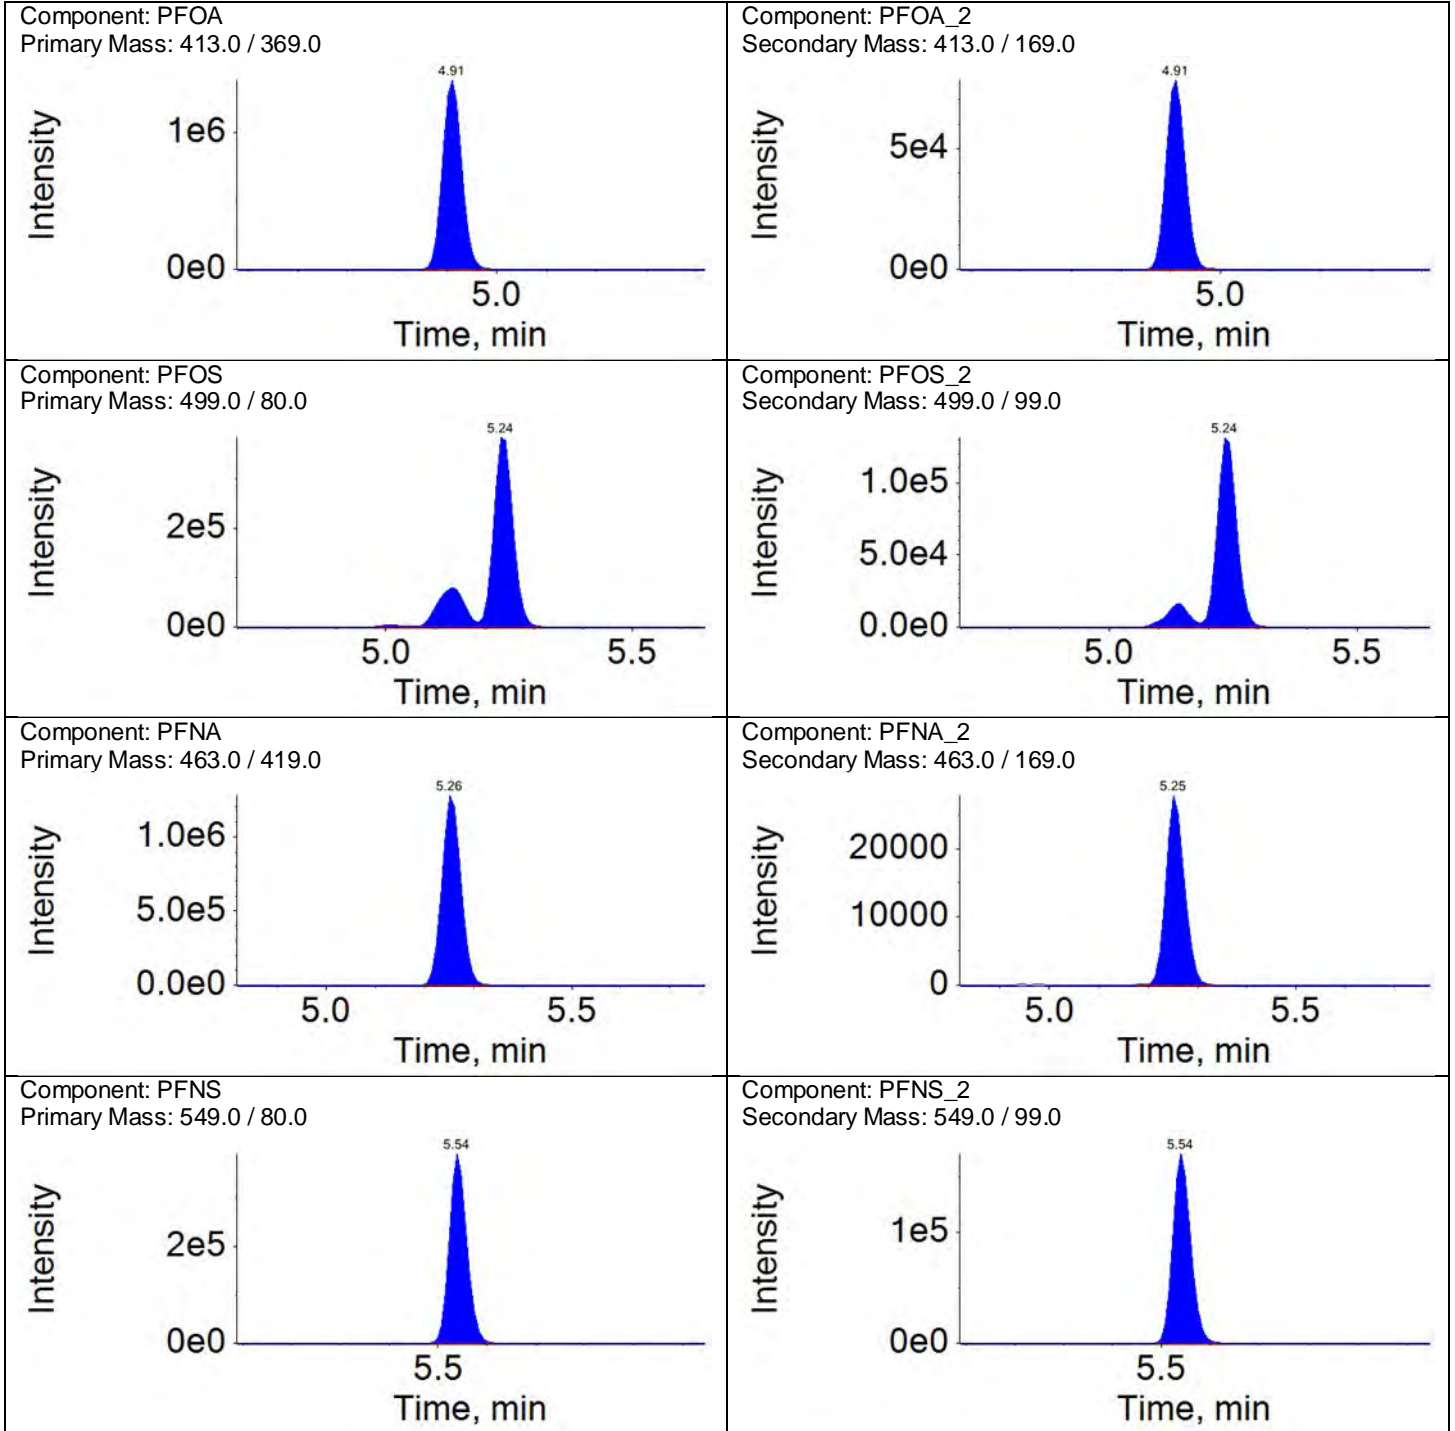 Component: PFOA
Primary Mass: 413.0 / 369.0
4.91
Intensity
1e6
0e0
5.0
Time, min
Component: PFOA_2
Secondary Mass: 413.0 / 169.0
4.91
Intensity
5e4
0e0
5.0
Time, min
Component: PFOS
Primary Mass: 499.0 / 80.0
5.24
Intensity
2e5
0e0
5.0 5.5
Time, min
Component: PFOS_2
Secondary Mass: 499.0 / 99.0
5.24
Intensity
1.0e5
5.0e4
0.0e0
5.0 5.5
Time, min
Component: PFNA
Primary Mass: 463.0 / 419.0
5.26
Intensity
1.0e6
5.0e5
0.0e0
5.0 5.5
Time, min
Component: PFNA_2
Secondary Mass: 463.0 / 169.0
5.25
Intensity
20000
10000
0
5.0 5.5
Time, min
Component: PFNS
Primary Mass: 549.0 / 80.0
5.54
Intensity
2e5
0e0
5.5
Time, min
Component: PFNS_2
Secondary Mass: 549.0 / 99.0
5.54
Intensity
1e5
0e0
5.5
Time, min